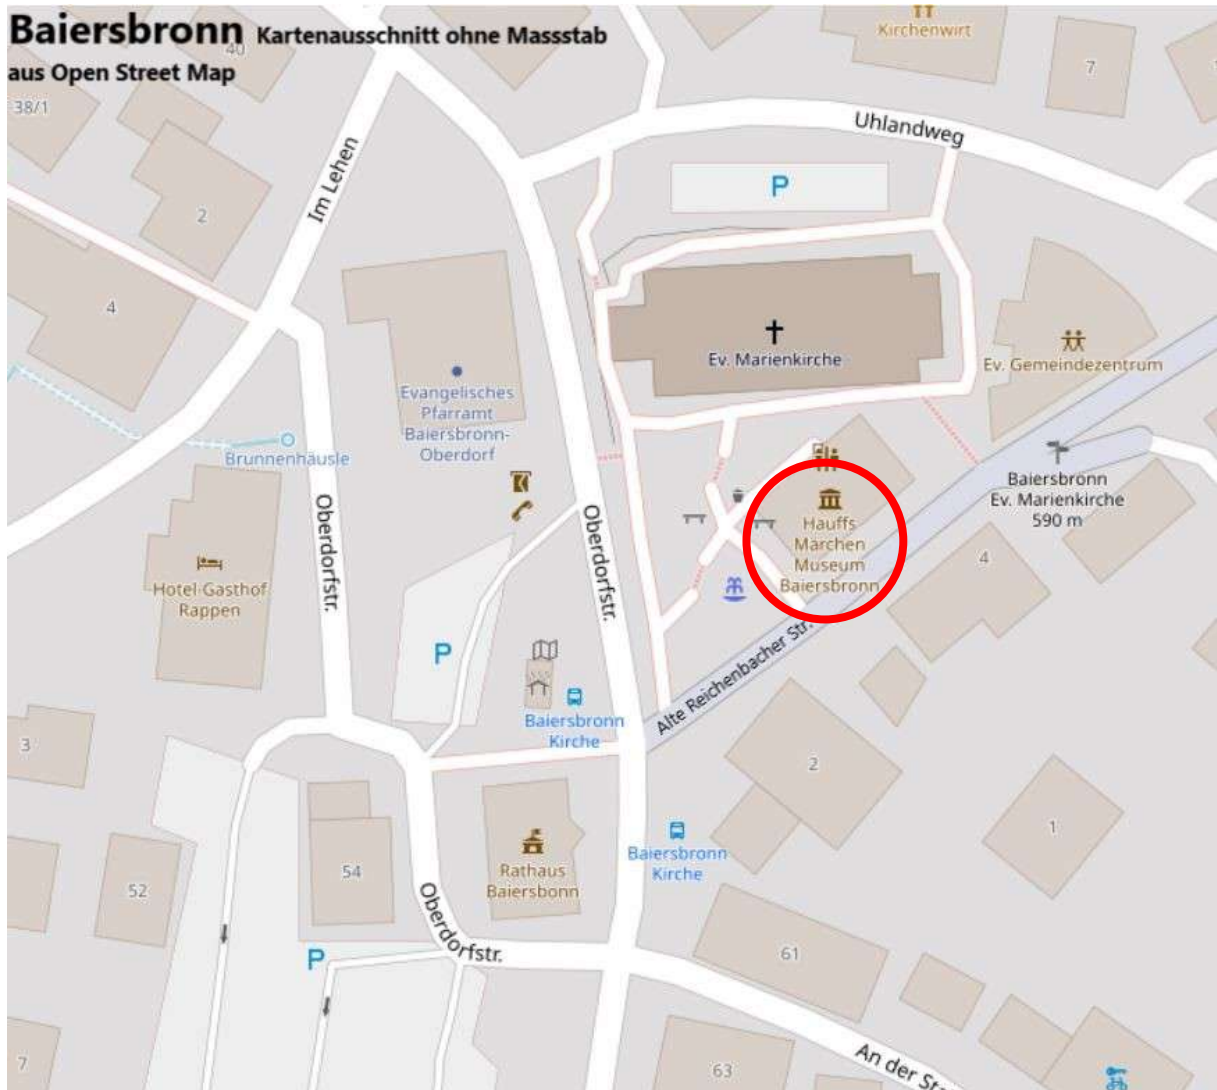 Baiersbronn Kartenausschnitt ohne Massstab
aus Open Street Map
40
38/1
Kirchenwirt
7
1
Uhlandweg
P
Im Lehen
2
4
Ev. Marienkirche
Ev. Gemeindezentrum
Evangelisches
Pfarramt
Baiersbronn-
Oberdorf
Brunnenhäusle
Baiersbronn
Ev. Marienkirche
590 m
Hauffs
Märchen
Museum
Baiersbronn
Oberdorfstr.
Oberdorfstr.
4
Hotel-Gasthof
Rappen
P
Alte Reichenbacher Str.
Baiersbronn
Kirche
3
2
1
Baiersbronn
Kirche
54
Rathaus
Baiersbonn
52
Oberdorfstr.
P
61
7
63
An der Ste